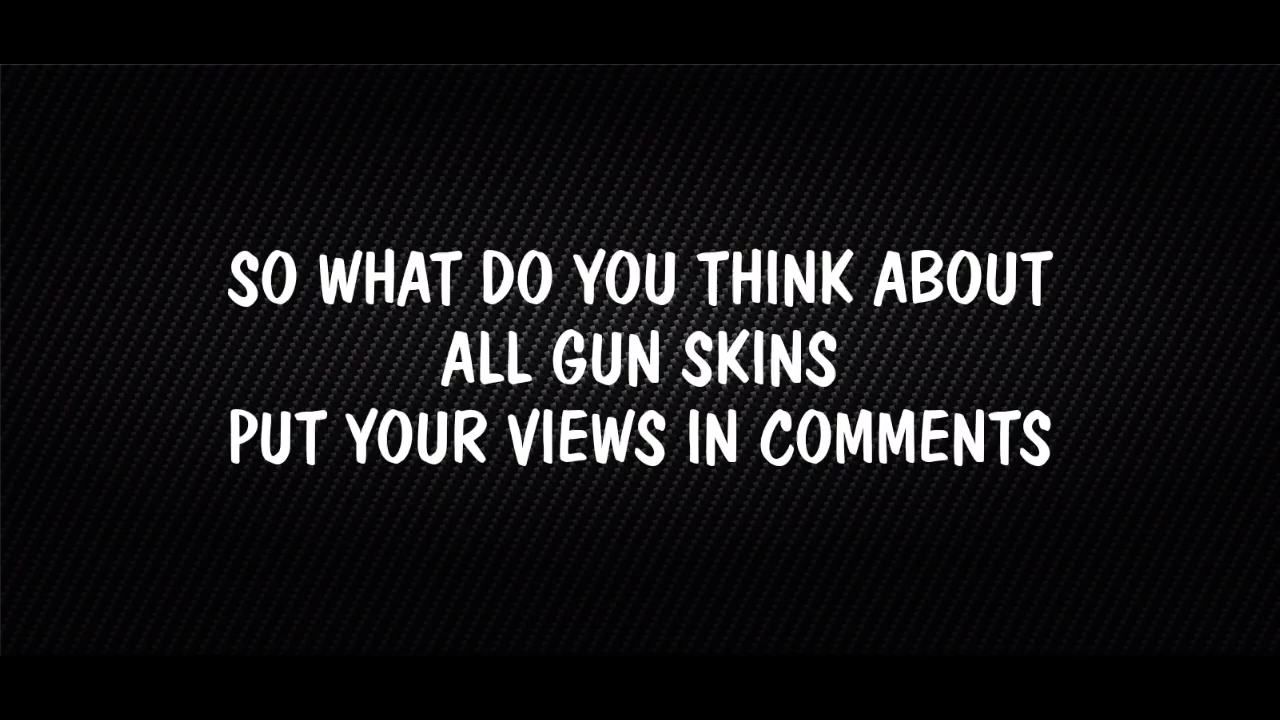 SO WHAT DO YOU THINK ABOUT
ALL GUN SKINS
PUT YOUR VIEWS IN COMMENTS